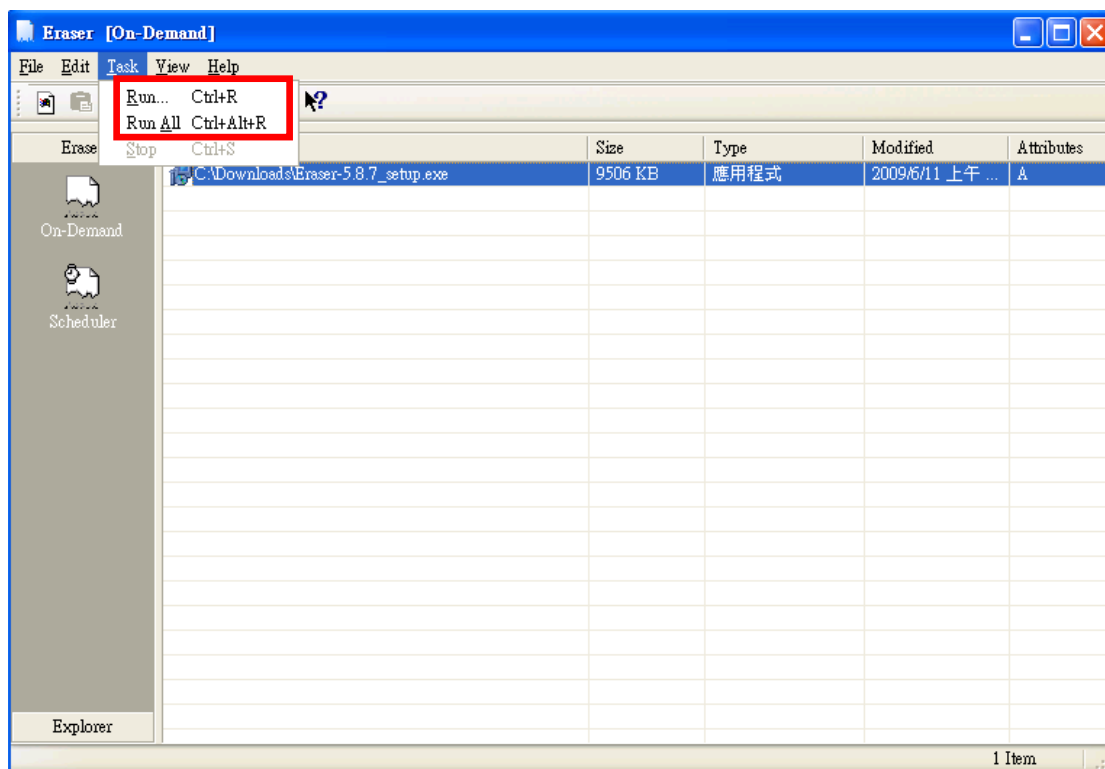 Eraser [On-Demand]
File Edit Task View Help
Run... Ctrl+R
Run All Ctrl+Alt+R
Stop Ctrl+S
Erase Size Type Modified Attributes
C:\Downloads\Eraser-5.8.7_setup.exe 9506 KB 應用程式 2009/6/11 上午 ... A
On-Demand
Scheduler
Explorer
1 Item